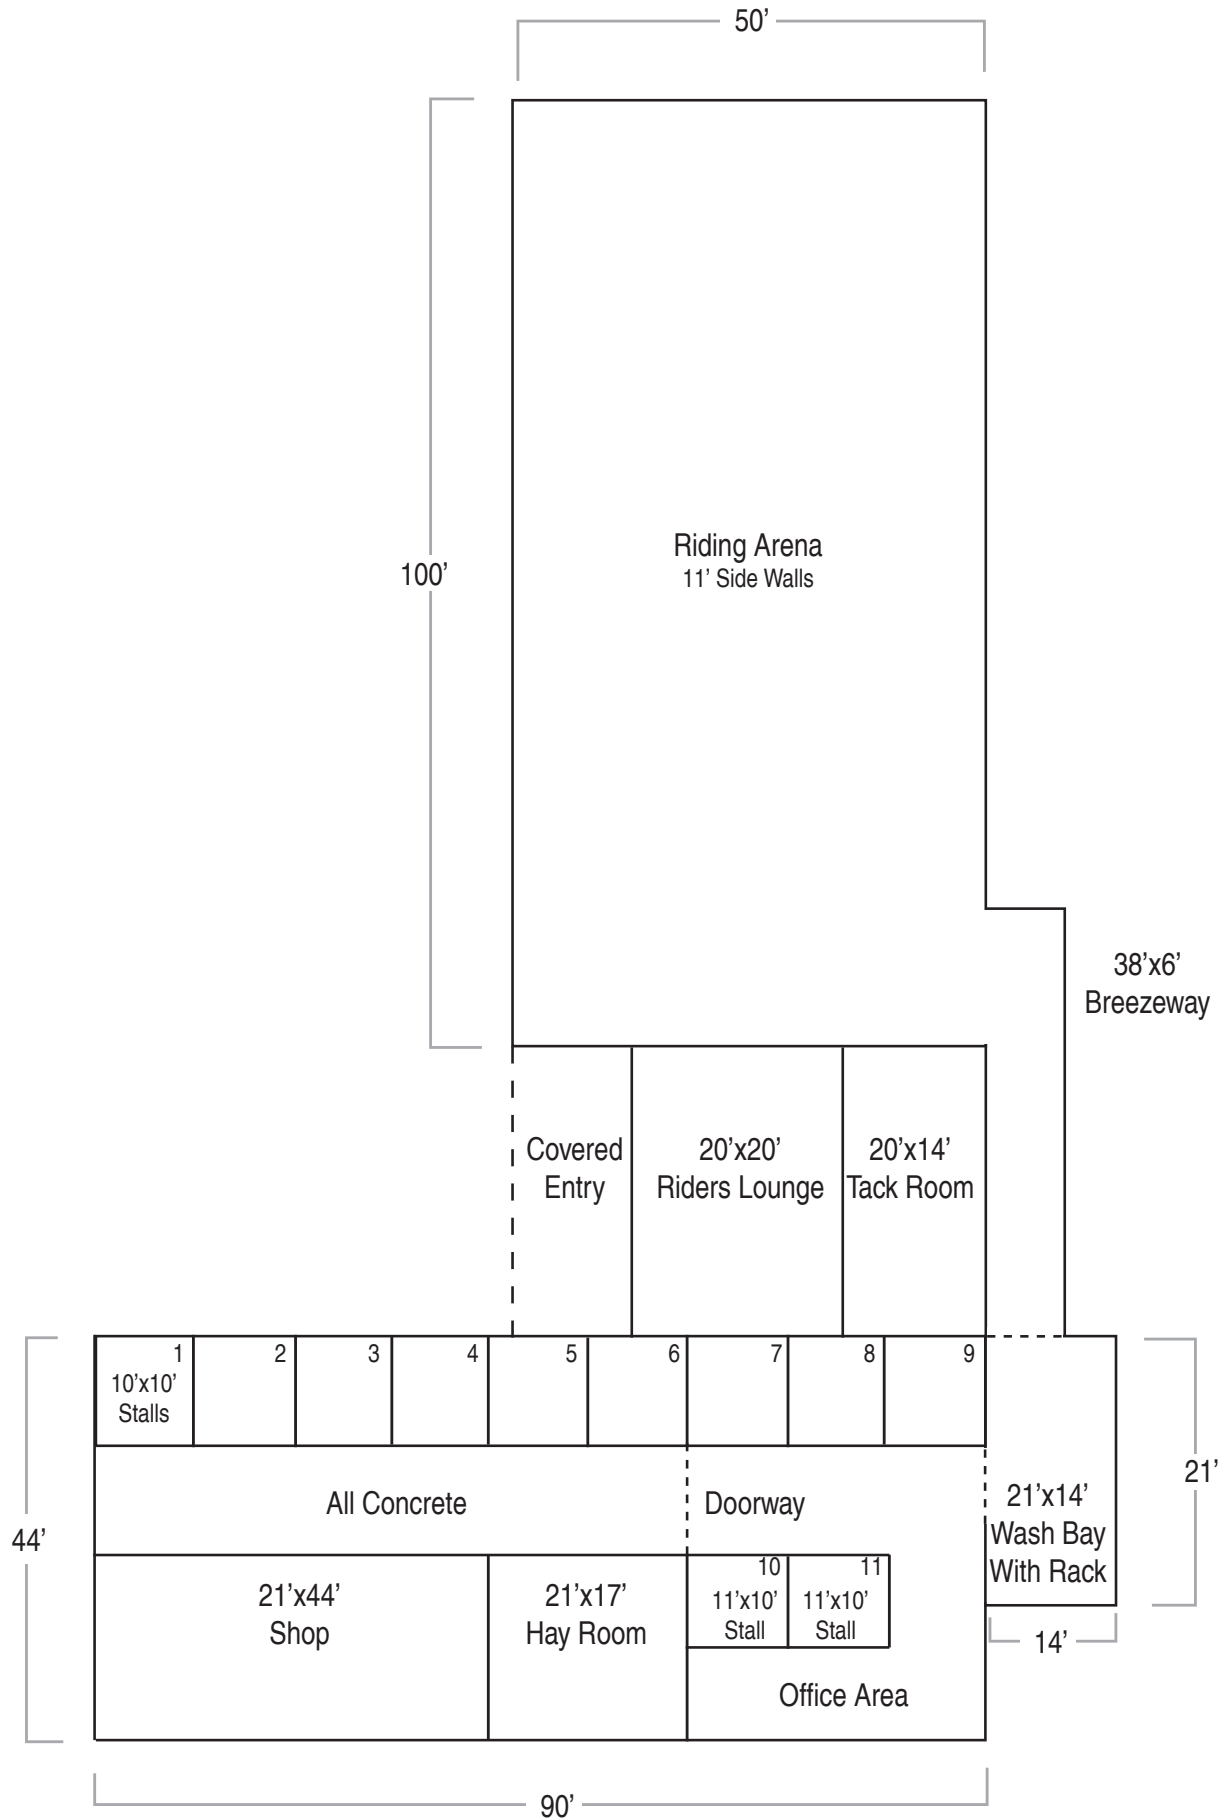 50’
100’
Riding Arena
11’ Side Walls
38’x6’
Breezeway
Covered
Entry
20’x20’
Riders Lounge
20’x14’
Tack Room
1
2
3
4
5
6
7
8
9
10’x10’
Stalls
44’
All Concrete
Doorway
21’
21’x14’
Wash Bay
With Rack
21’x44’
Shop
21’x17’
Hay Room
10
11’x10’
Stall
11
11’x10’
Stall
14’
Office Area
90’